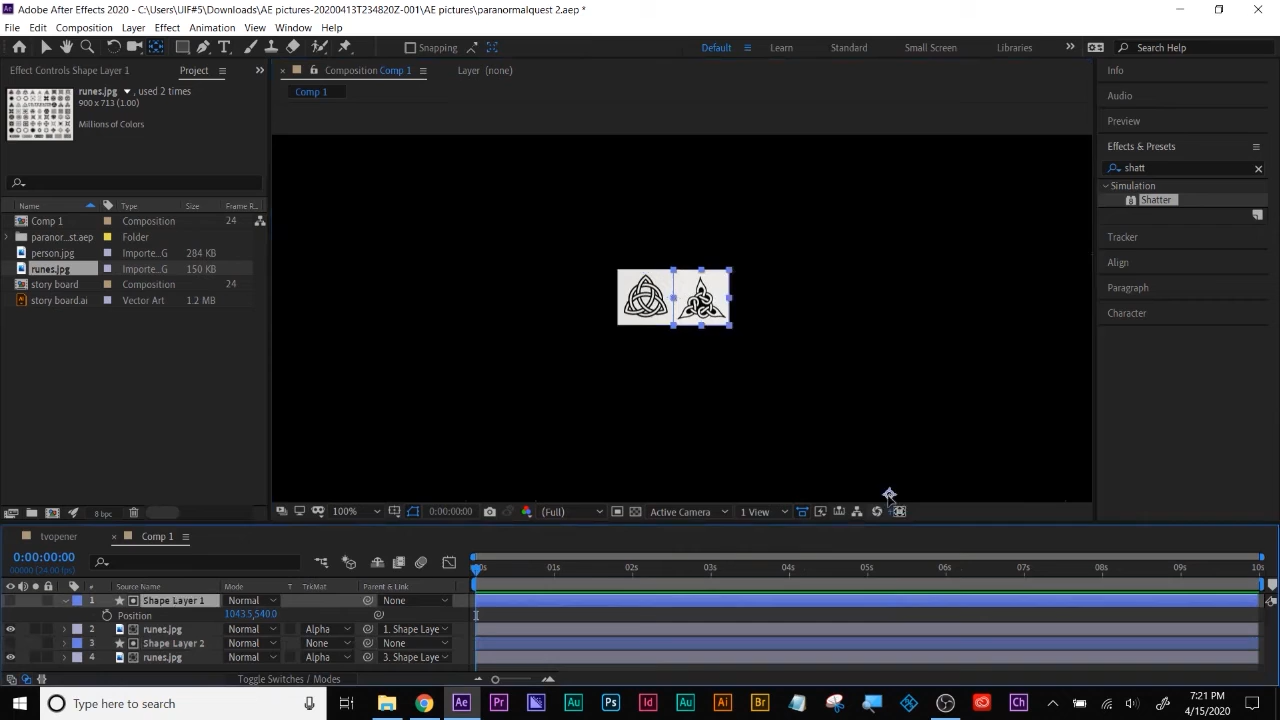 Adobe After Effects 2020 - C:\Users\UIF#5\Downloads\AE pictures-20200413T234820Z-001\AE pictures\paranormalquest 2.aep *
File Edit Composition Layer Effect Animation View Window Help
Snapping Default Learn Standard Small Screen Libraries Search Help
Effect Controls Shape Layer 1 Project Composition Comp 1 Layer (none) Info
runes.jpg , used 2 times Comp 1
900 x 713 (1.00) Audio
Millions of Colors Preview
Effects & Presets
shatt
Simulation
Shatter
Name Type Size Frame R...
Comp 1 Composition 24
paranor...st.aep Folder Tracker
person.jpg Importe...G 284 KB
runes.jpg Importe...G 150 KB Align
story board Composition 24 Paragraph
story board.ai Vector Art 1.2 MB
Character
8 bpc 100% 0:00:00:00 (Full) Active Camera 1 View
tvopener Comp 1
0:00:00:00
00000 (24.00 fps)
01s 02s 03s 04s 05s 06s 07s 08s 09s 10s
# Source Name Mode T TrkMat Parent & Link
1 Shape Layer 1 Normal None
Position 1043.5,540.0
2 runes.jpg Normal Alpha 1. Shape Laye
3 Shape Layer 2 Normal None None
4 runes.jpg Normal Alpha 3. Shape Laye
Toggle Switches / Modes
Type here to search
7:21 PM
4/15/2020